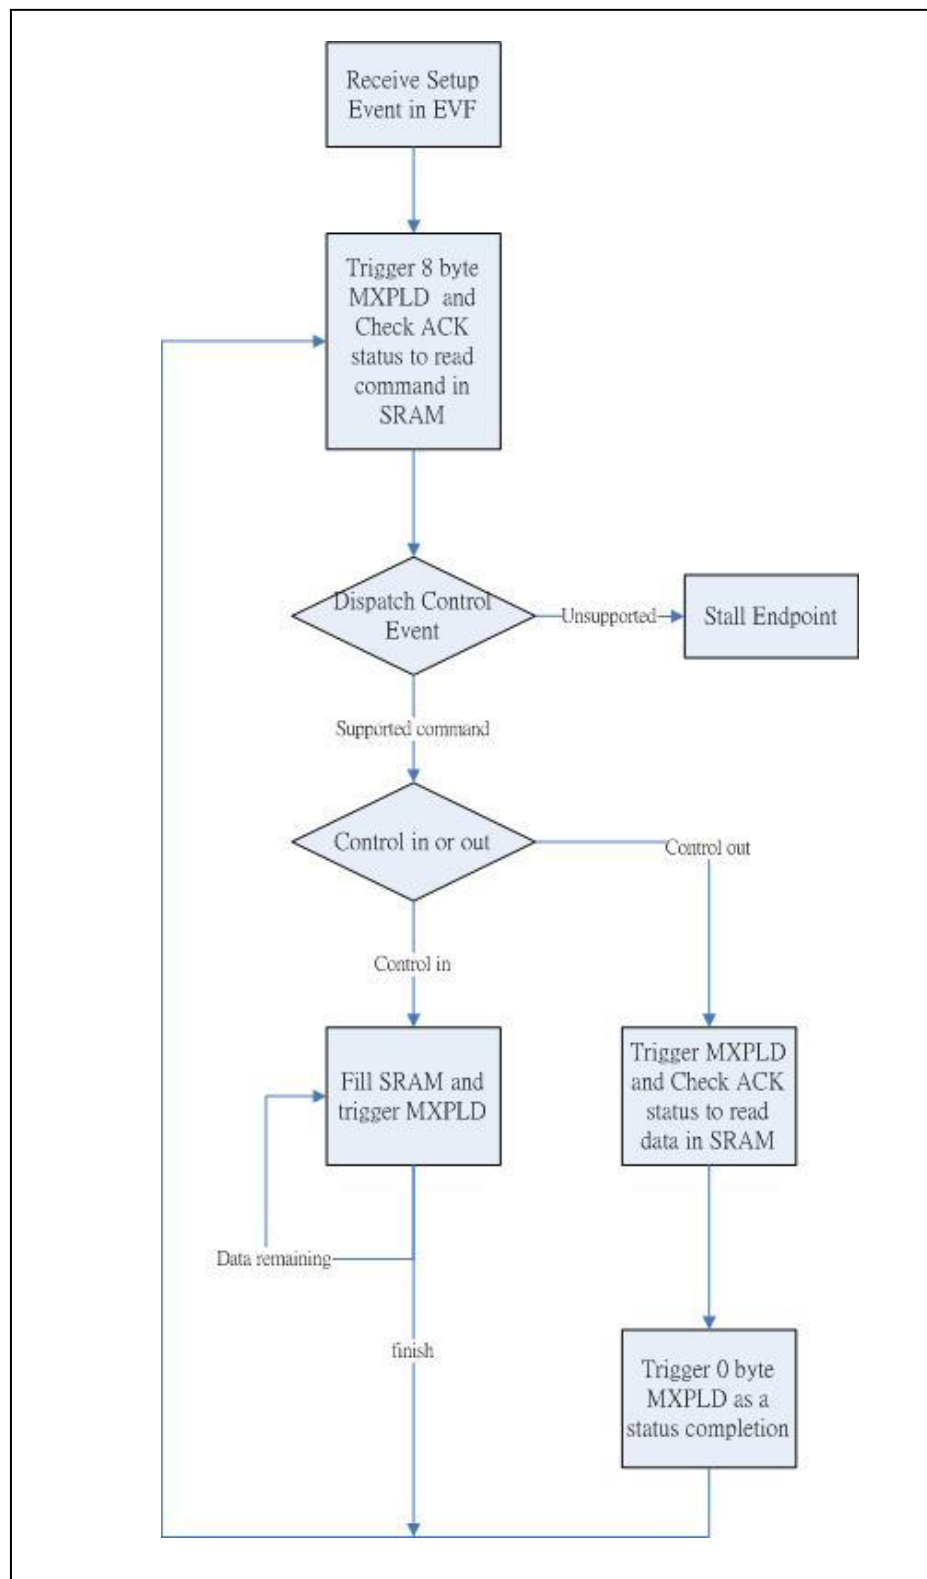 Receive Setup
Event in EVF
Trigger 8 byte
MXPLD and
Check ACK
status to read
command in
SRAM
Dispatch Control
Event
Unsupported
Stall Endpoint
Supported command
Control in or out
Control out
Control in
Fill SRAM and
trigger MXPLD
Trigger MXPLD
and Check ACK
status to read
data in SRAM
Data remaining
finish
Trigger 0 byte
MXPLD as a
status completion